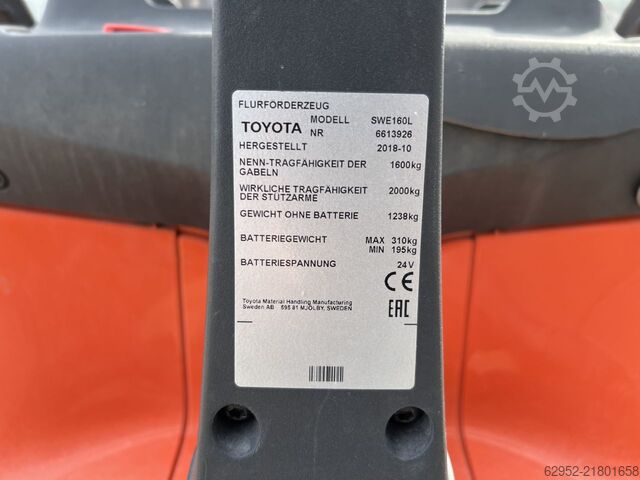 FLURFÖRDERZEUG
TOYOTA MODELL SWE160L
NR 6613926
HERGESTELLT 2018-10
NENN-TRAGFÄHIGKEIT DER 1600kg
GABELN
WIRKLICHE TRAGFÄHIGKEIT 2000kg
DER STÜTZARME
GEWICHT OHNE BATTERIE 1238kg
BATTERIEGEWICHT MAX 310kg
MIN 195kg
BATTERIESPANNUNG 24V
CE
Toyota Material Handling Manufacturing
Sweden AB 595 81 MJÖLBY, SWEDEN
EAC
62952-21801658